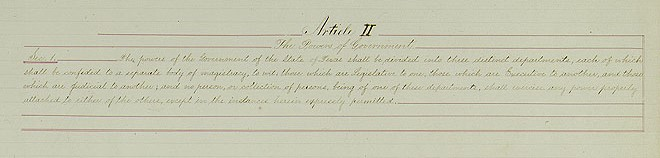 Article II
The Powers of Government
Sec. 1. The powers of the Government of the State of Texas shall be divided into three distinct departments, each of which
shall be confided to a separate body of magistracy, to wit; those which are Legislative to one, those which are Executive to another, and those
which are Judicial to another; and no person, or collection of persons, being of one of these departments, shall exercise any power properly
attached to either of the others, except in the instances herein expressly permitted.